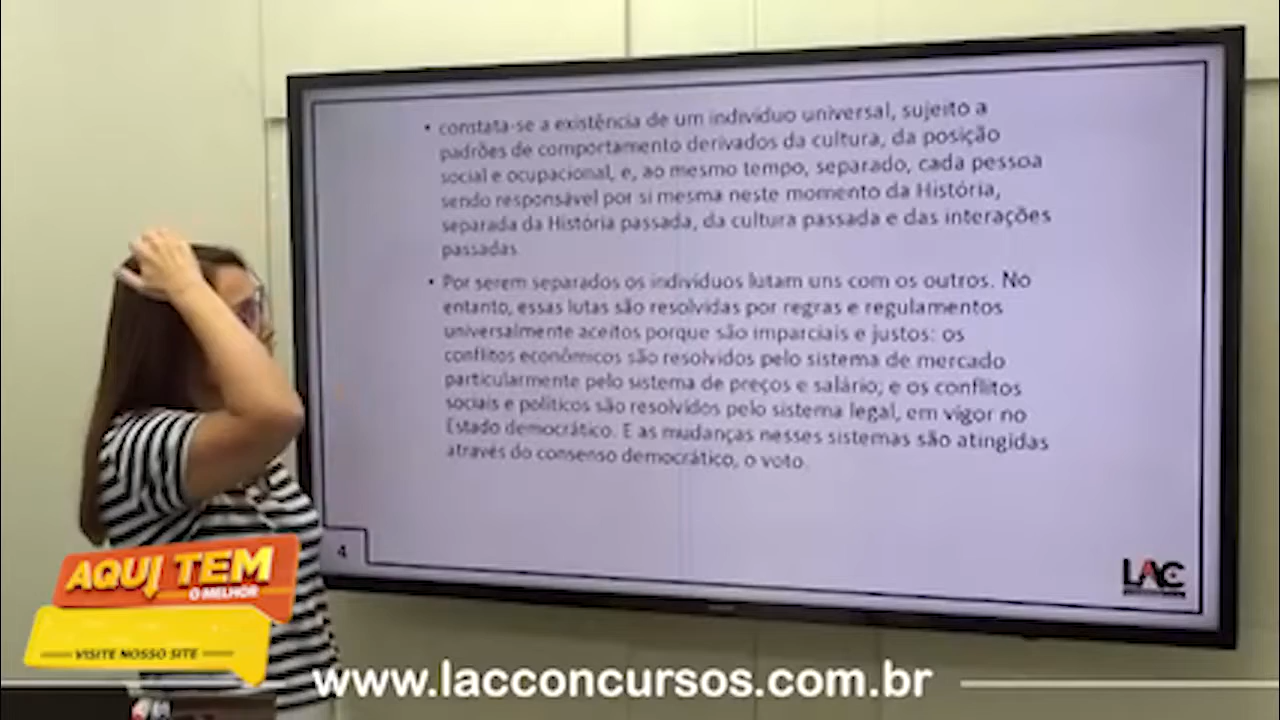 • constata-se a existência de um indivíduo universal, sujeito a
padrões de comportamento derivados da cultura, da posição
social e ocupacional, e, ao mesmo tempo, separado, cada pessoa
sendo responsável por si mesma neste momento da História,
separada da História passada, da cultura passada e das interações
passadas.
• Por serem separados os indivíduos lutam uns com os outros. No
entanto, essas lutas são resolvidas por regras e regulamentos
universalmente aceitos porque são imparciais e justos: os
conflitos econômicos são resolvidos pelo sistema de mercado
particularmente pelo sistema de preços e salário; e os conflitos
sociais e políticos são resolvidos pelo sistema legal, em vigor no
Estado democrático. E as mudanças nesses sistemas são atingidas
através do consenso democrático, o voto.
4
LAC
AQUI TEM
O MELHOR
VISITE NOSSO SITE
www.lacconcursos.com.br